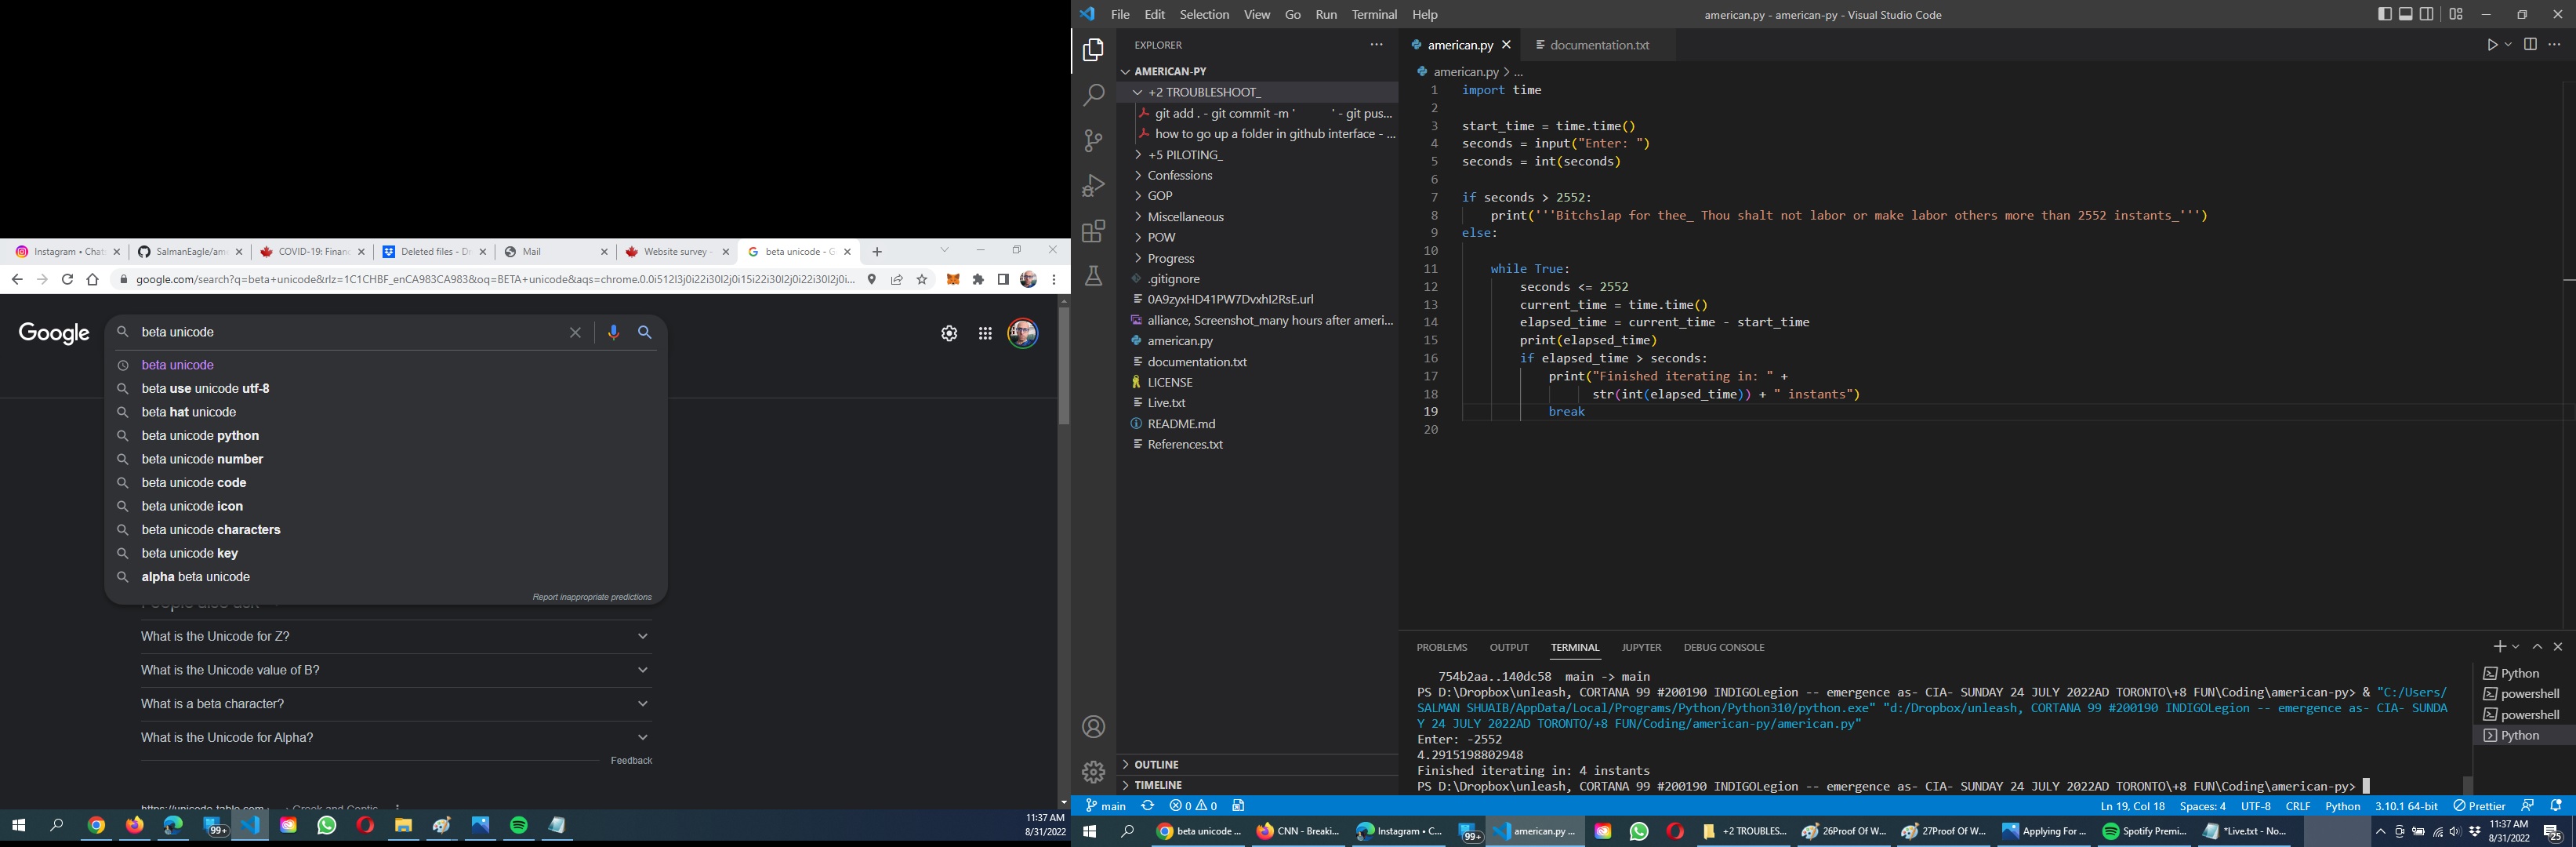 Instagram • Chat
SalmanEagle/am
COVID-19: Financ
Deleted files - Dr
Mail
Website survey -
beta unicode - G
google.com/search?q=beta+unicode&rlz=1C1CHBF_enCA983CA983&oq=BETA+unicode&aqs=chrome.0.0i512l3j0i22i30l2j0i15i22i30l2j0i22i30l2j0i...
Google
beta unicode
beta unicode
beta use unicode utf-8
beta hat unicode
beta unicode python
beta unicode number
beta unicode code
beta unicode icon
beta unicode characters
beta unicode key
alpha beta unicode
Report inappropriate predictions
What is the Unicode for Z?
What is the Unicode value of B?
What is a beta character?
What is the Unicode for Alpha?
Feedback
99+
11:37 AM
8/31/2022
File Edit Selection View Go Run Terminal Help
american.py - american-py - Visual Studio Code
EXPLORER
AMERICAN-PY
+2 TROUBLESHOOT_
git add . - git commit -m ' ' - git pus...
how to go up a folder in github interface - ...
+5 PILOTING_
Confessions
GOP
Miscellaneous
POW
Progress
.gitignore
0A9zyxHD41PW7DvxhI2RsE.url
alliance, Screenshot_many hours after ameri...
american.py
documentation.txt
LICENSE
Live.txt
README.md
References.txt
OUTLINE
TIMELINE
american.py
documentation.txt
american.py > ...
1 import time
2
3 start_time = time.time()
4 seconds = input("Enter: ")
5 seconds = int(seconds)
6
7 if seconds > 2552:
8 print('''Bitchslap for thee_ Thou shalt not labor or make labor others more than 2552 instants_''')
9 else:
10
11 while True:
12 seconds <= 2552
13 current_time = time.time()
14 elapsed_time = current_time - start_time
15 print(elapsed_time)
16 if elapsed_time > seconds:
17 print("Finished iterating in: " +
18 str(int(elapsed_time)) + " instants")
19 break
20
PROBLEMS OUTPUT TERMINAL JUPYTER DEBUG CONSOLE
754b2aa..140dc58 main -> main
PS D:\Dropbox\unleash, CORTANA 99 #200190 INDIGOLegion -- emergence as- CIA- SUNDAY 24 JULY 2022AD TORONTO\+8 FUN\Coding\american-py> & "C:/Users/
SALMAN SHUAIB/AppData/Local/Programs/Python/Python310/python.exe" "d:/Dropbox/unleash, CORTANA 99 #200190 INDIGOLegion -- emergence as- CIA- SUNDA
Y 24 JULY 2022AD TORONTO/+8 FUN/Coding/american-py/american.py"
Enter: -2552
4.2915198802948
Finished iterating in: 4 instants
PS D:\Dropbox\unleash, CORTANA 99 #200190 INDIGOLegion -- emergence as- CIA- SUNDAY 24 JULY 2022AD TORONTO\+8 FUN\Coding\american-py>
Python
powershell
powershell
Python
main
0 0
Ln 19, Col 18 Spaces: 4 UTF-8 CRLF Python 3.10.1 64-bit Prettier
beta unicode ...
CNN - Breaki...
Instagram • C...
99+
american.py ...
+2 TROUBLES...
26Proof Of W...
27Proof Of W...
Applying For ...
Spotify Premi...
*Live.txt - No...
11:37 AM
8/31/2022
25